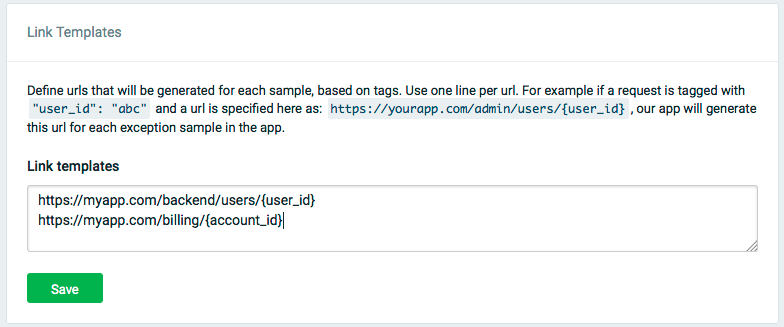 Link Templates
Define urls that will be generated for each sample, based on tags. Use one line per url. For example if a request is tagged with
"user_id": "abc" and a url is specified here as: https://yourapp.com/admin/users/{user_id} , our app will generate
this url for each exception sample in the app.
Link templates
https://myapp.com/backend/users/{user_id}
https://myapp.com/billing/{account_id}
Save